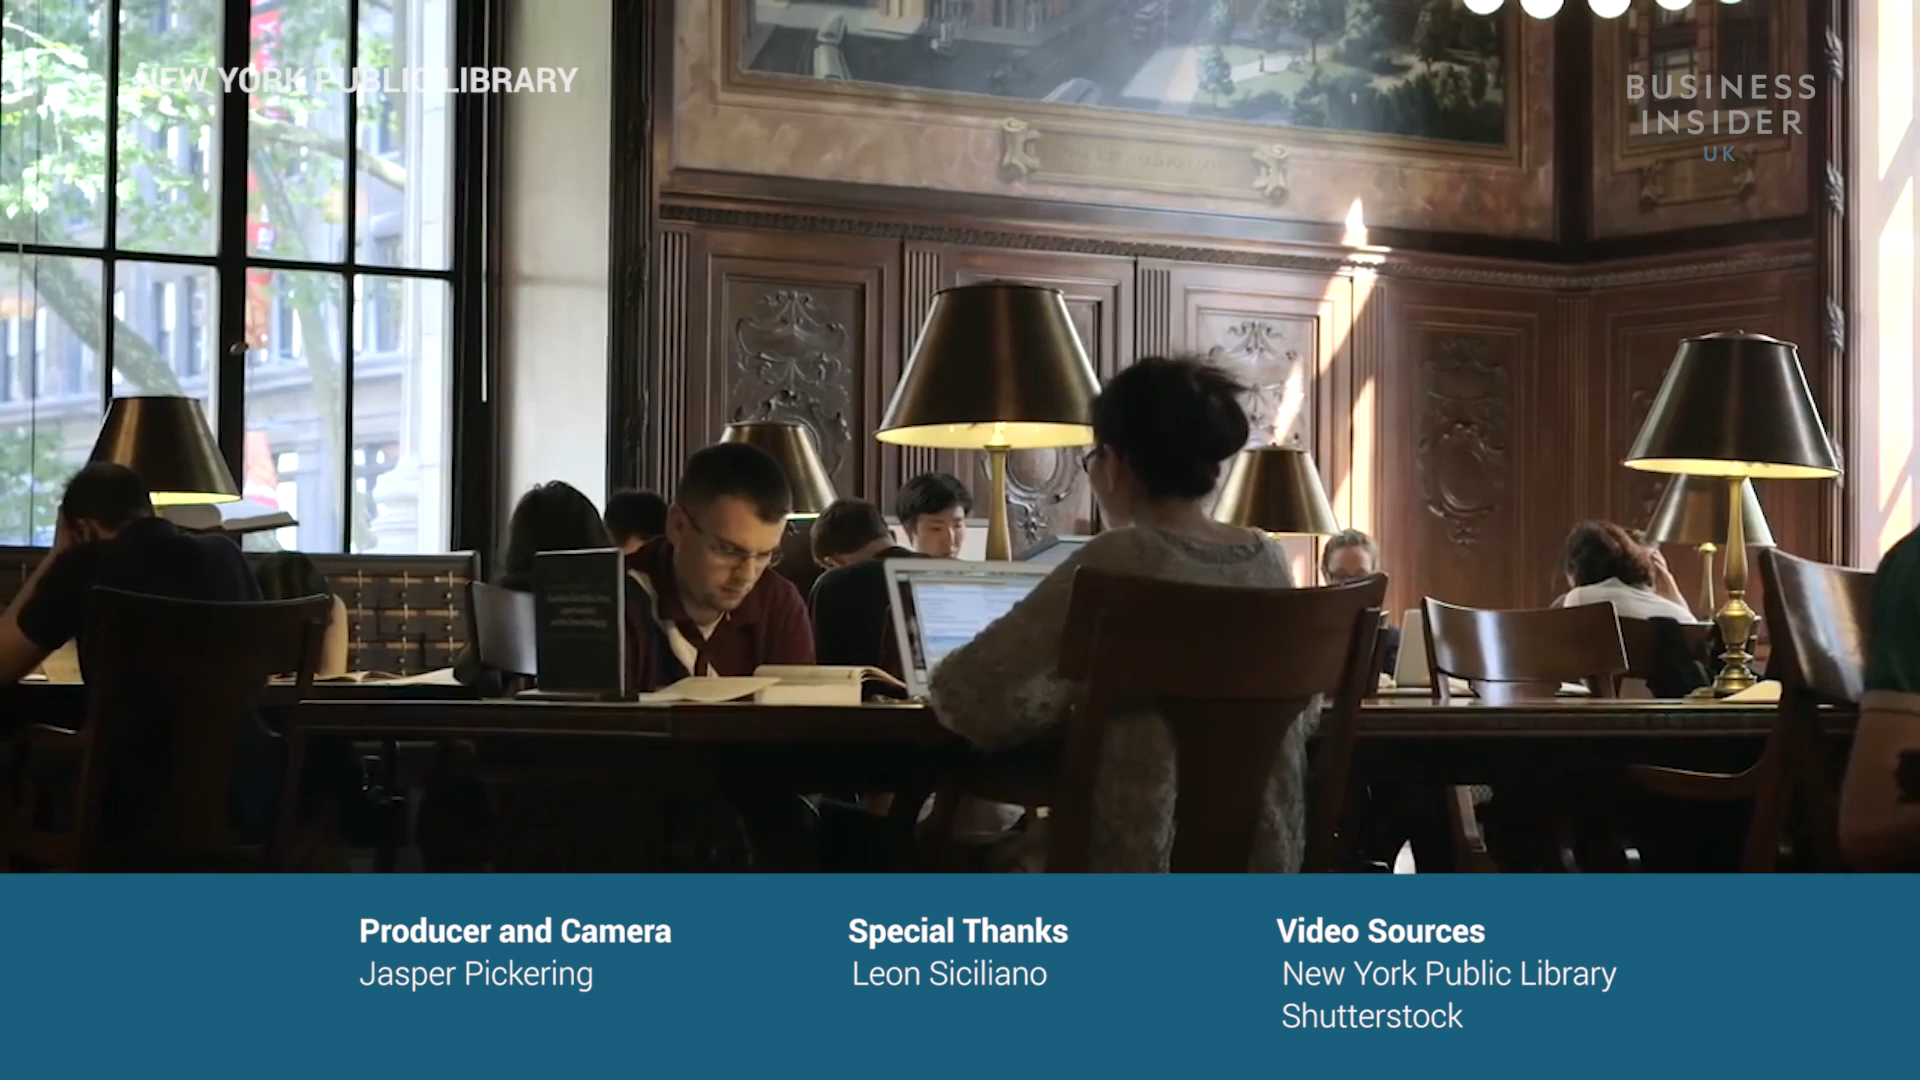 NEW YORK PUBLIC LIBRARY
BUSINESS
INSIDER
UK
Producer and Camera
Jasper Pickering
Special Thanks
Leon Siciliano
Video Sources
New York Public Library
Shutterstock